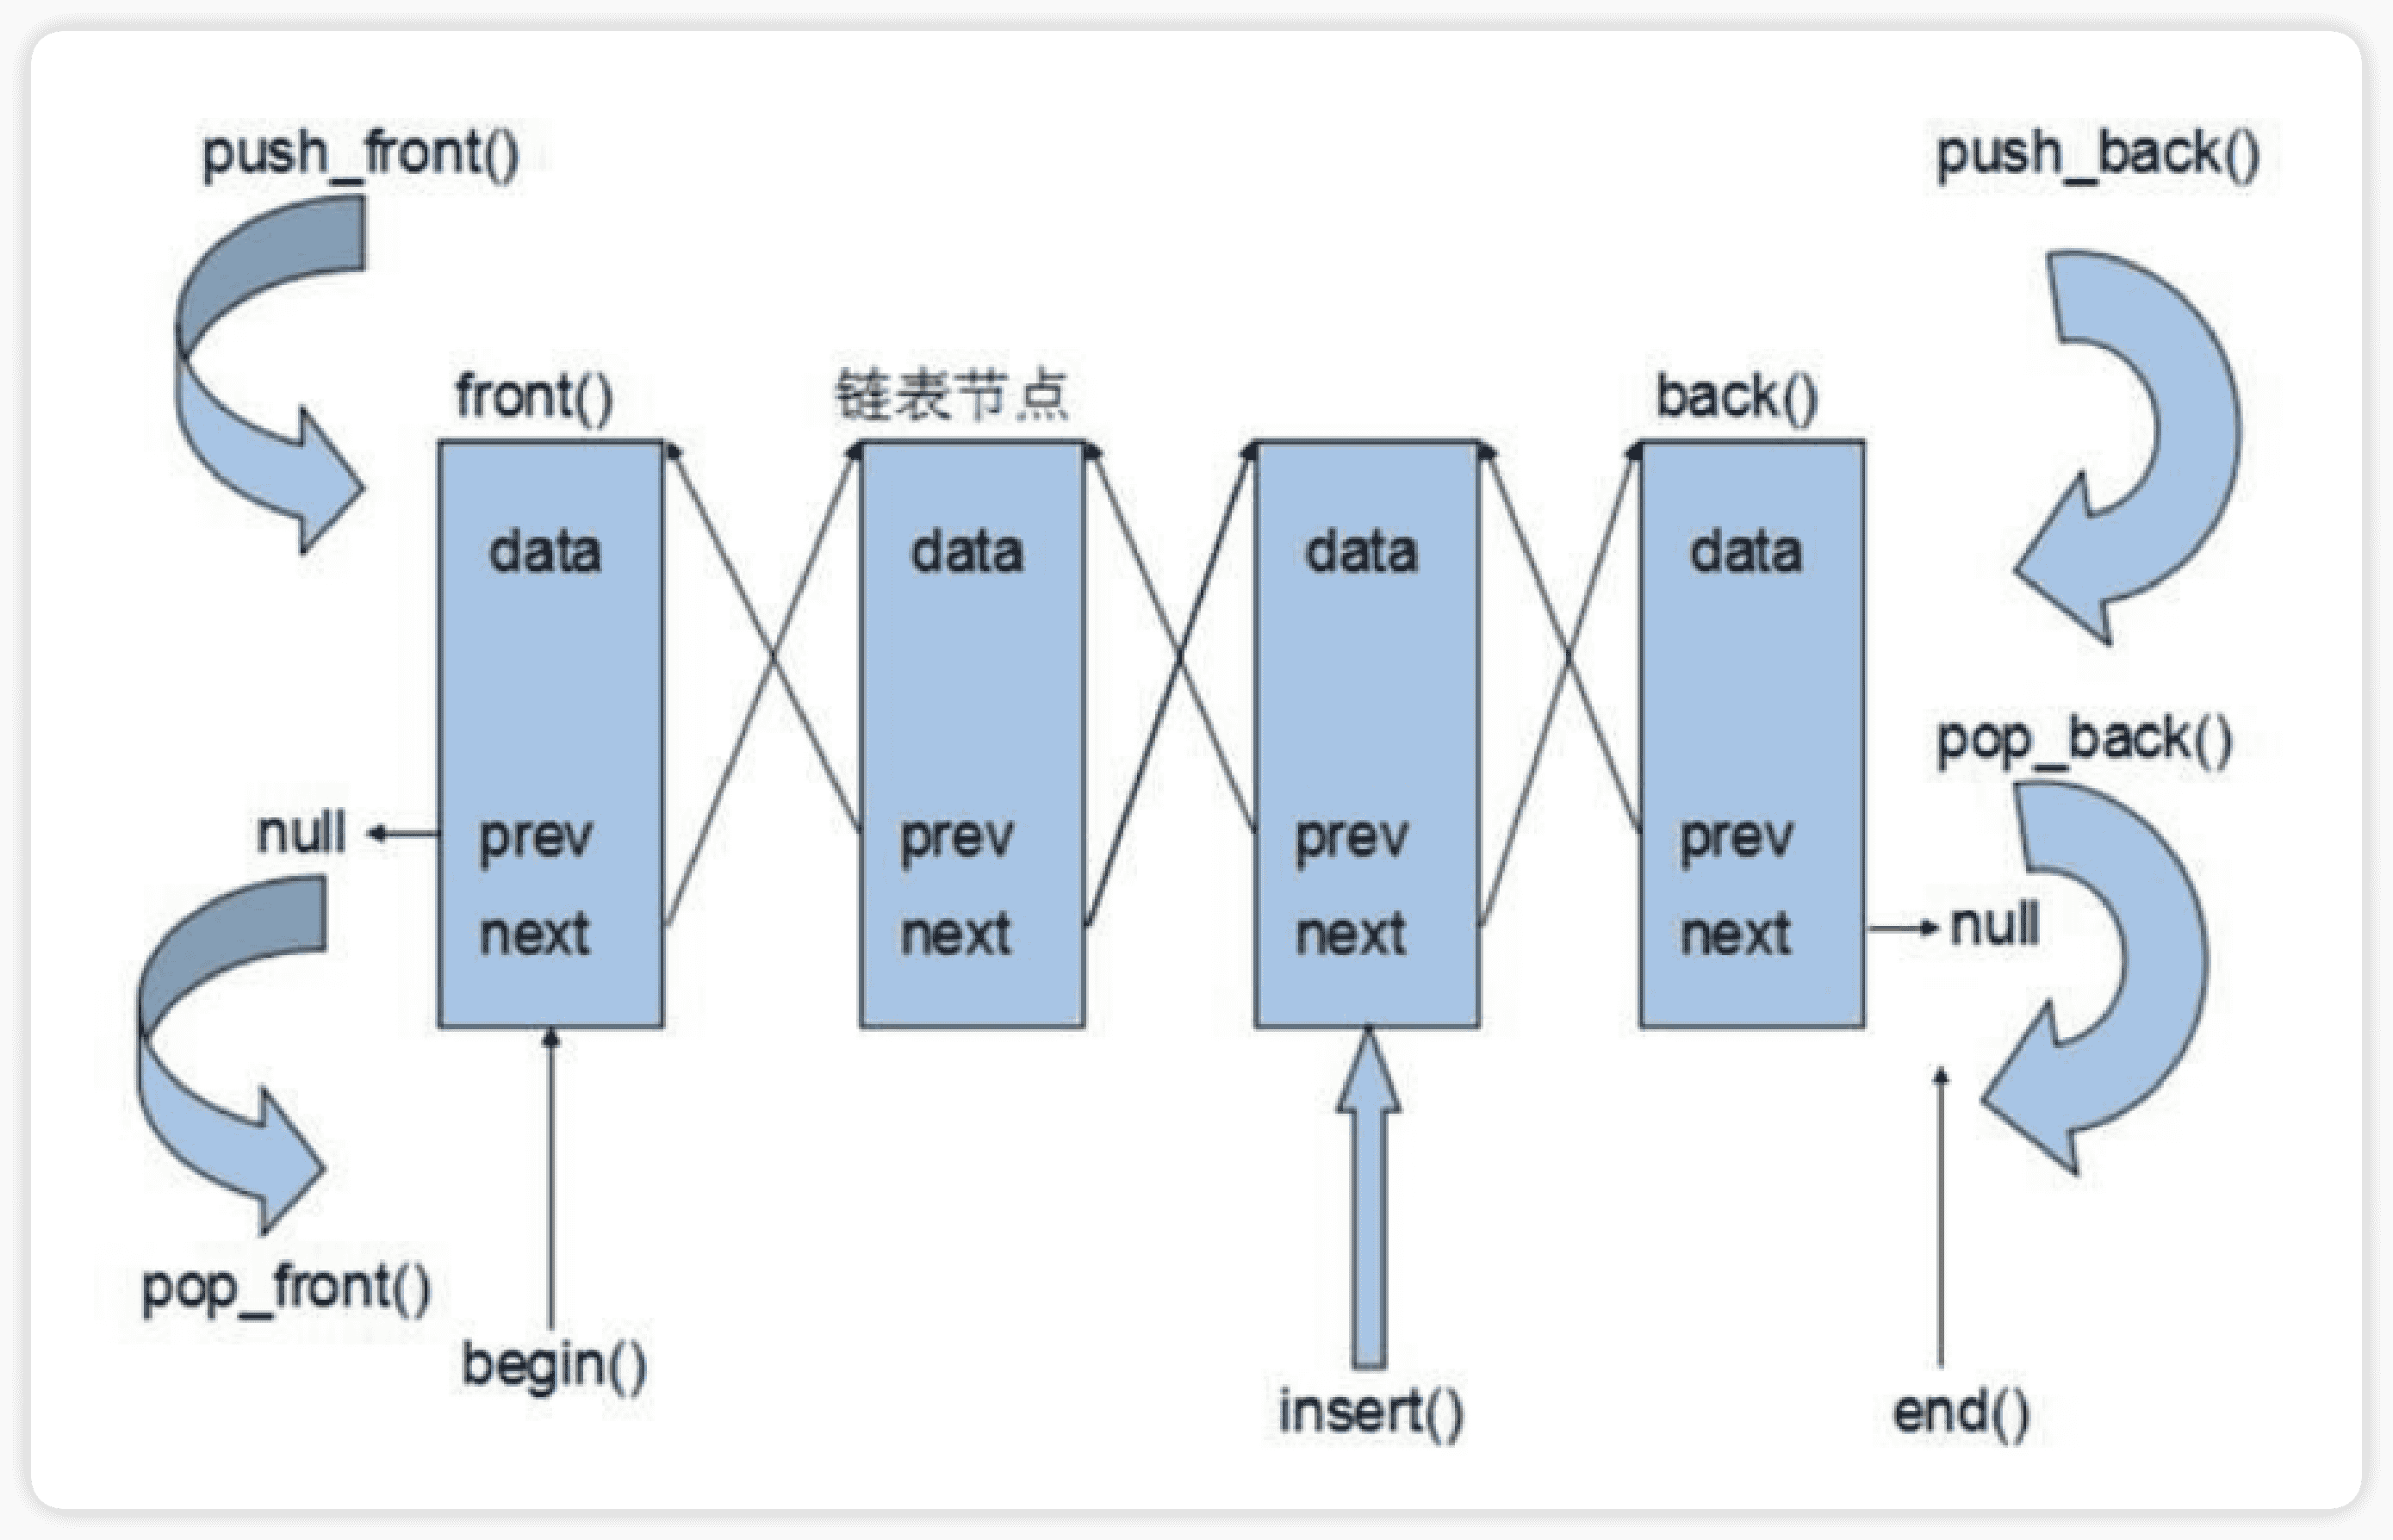 push_front()
push_back()
front()
链表节点
back()
data
data
data
data
pop_back()
null
prev
prev
prev
prev
next
next
next
next
null
pop_front()
begin()
insert()
end()